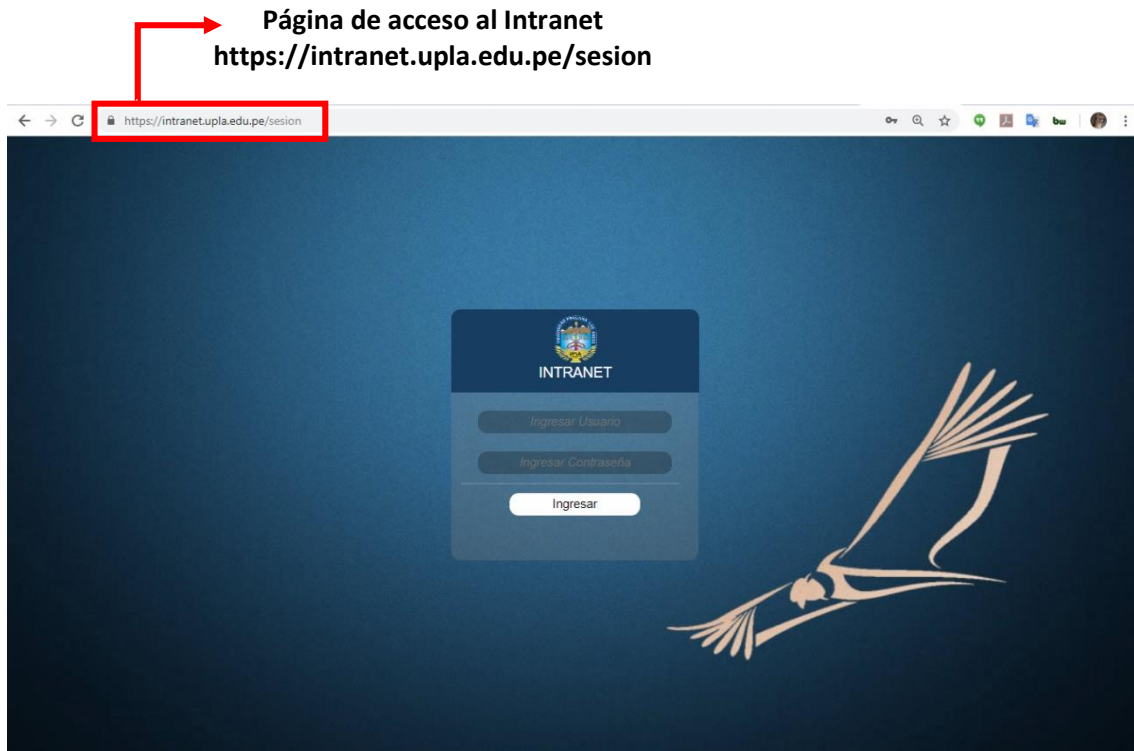 Página de acceso al Intranet
https://intranet.upla.edu.pe/sesion
https://intranet.upla.edu.pe/sesion
INTRANET
Ingresar Usuario
Ingresar Contraseña
Ingresar